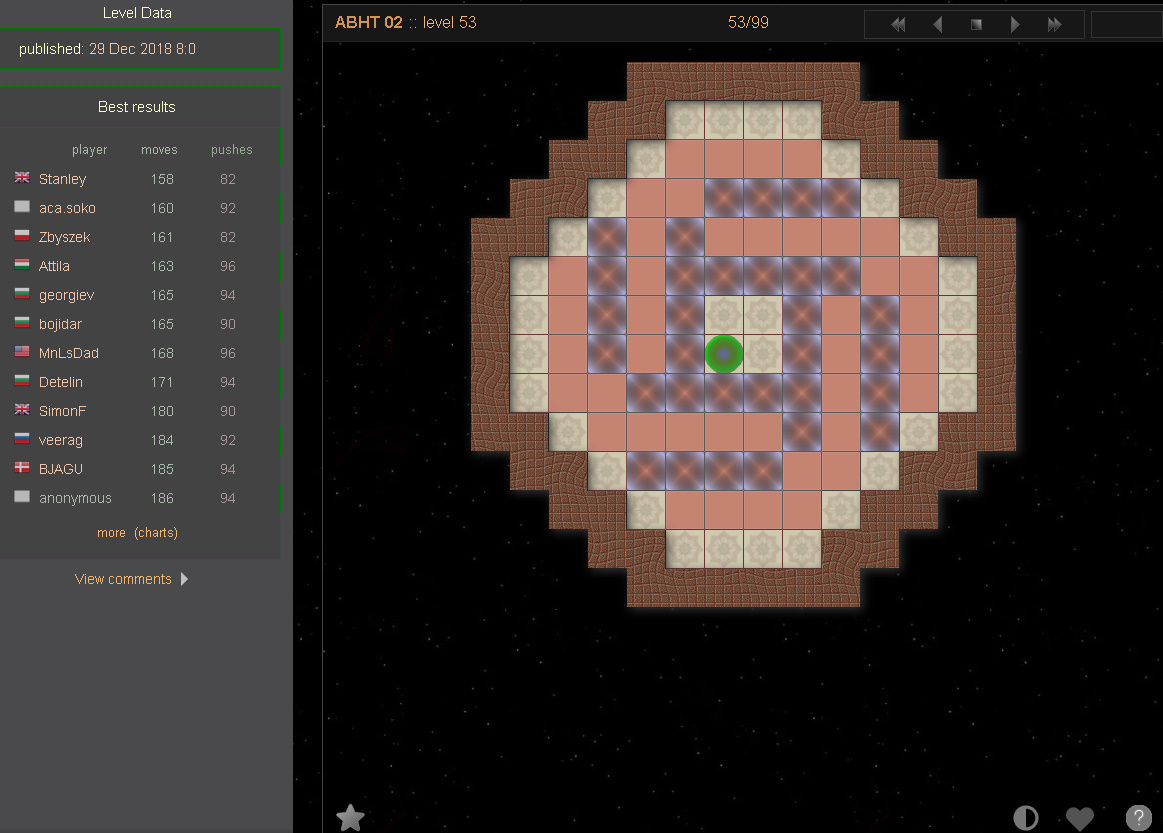 Level Data
published: 29 Dec 2018 8:0
Best results
player moves pushes
Stanley 158 82
aca.soko 160 92
Zbyszek 161 82
Attila 163 96
georgiev 165 94
bojidar 165 90
MnLsDad 168 96
Detelin 171 94
SimonF 180 90
veerag 184 92
BJAGU 185 94
anonymous 186 94
more (charts)
View comments
ABHT 02 :: level 53
53/99
?